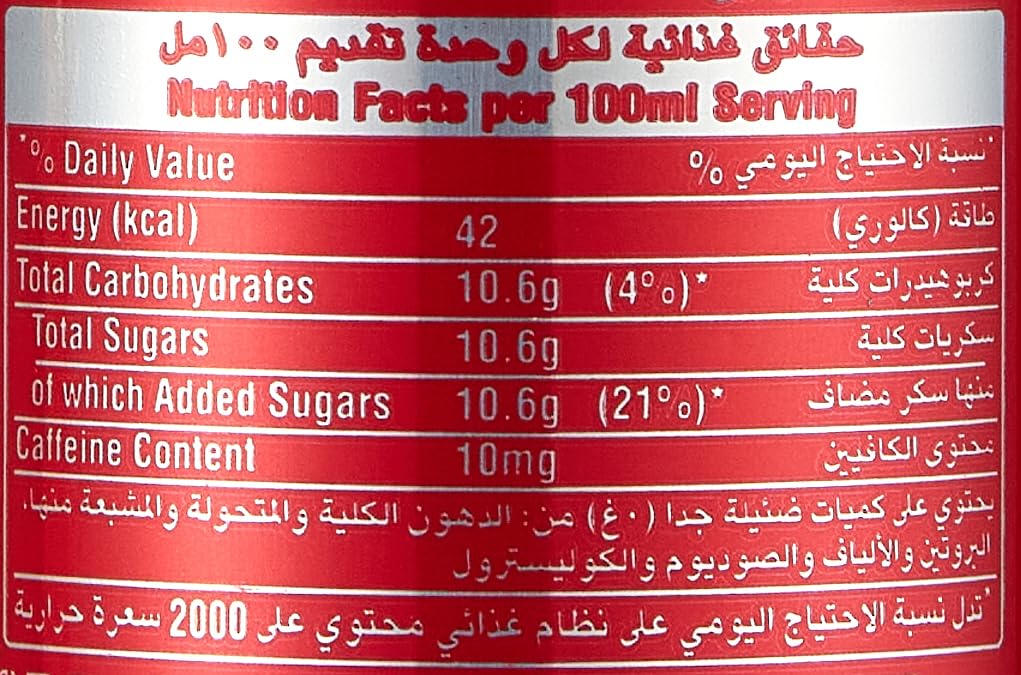 حقائق غذائية لكل وحدة تقديم ١٠٠مل
Nutrition Facts per 100ml Serving
*% Daily Value *نسبة الاحتياج اليومي %
Energy (kcal) 42 طاقة (كالوري)
Total Carbohydrates 10.6g (4%)* كربوهيدرات كلية
Total Sugars 10.6g سكريات كلية
of which Added Sugars 10.6g (21%)* منها سكر مضاف
Caffeine Content 10mg محتوى الكافيين
يحتوي على كميات ضئيلة جدا (٠غ) من: الدهون الكلية والمتحولة والمشبعة منها،
البروتين والألياف والصوديوم والكوليسترول
*تدل نسبة الاحتياج اليومي على نظام غذائي محتوي على 2000 سعرة حرارية